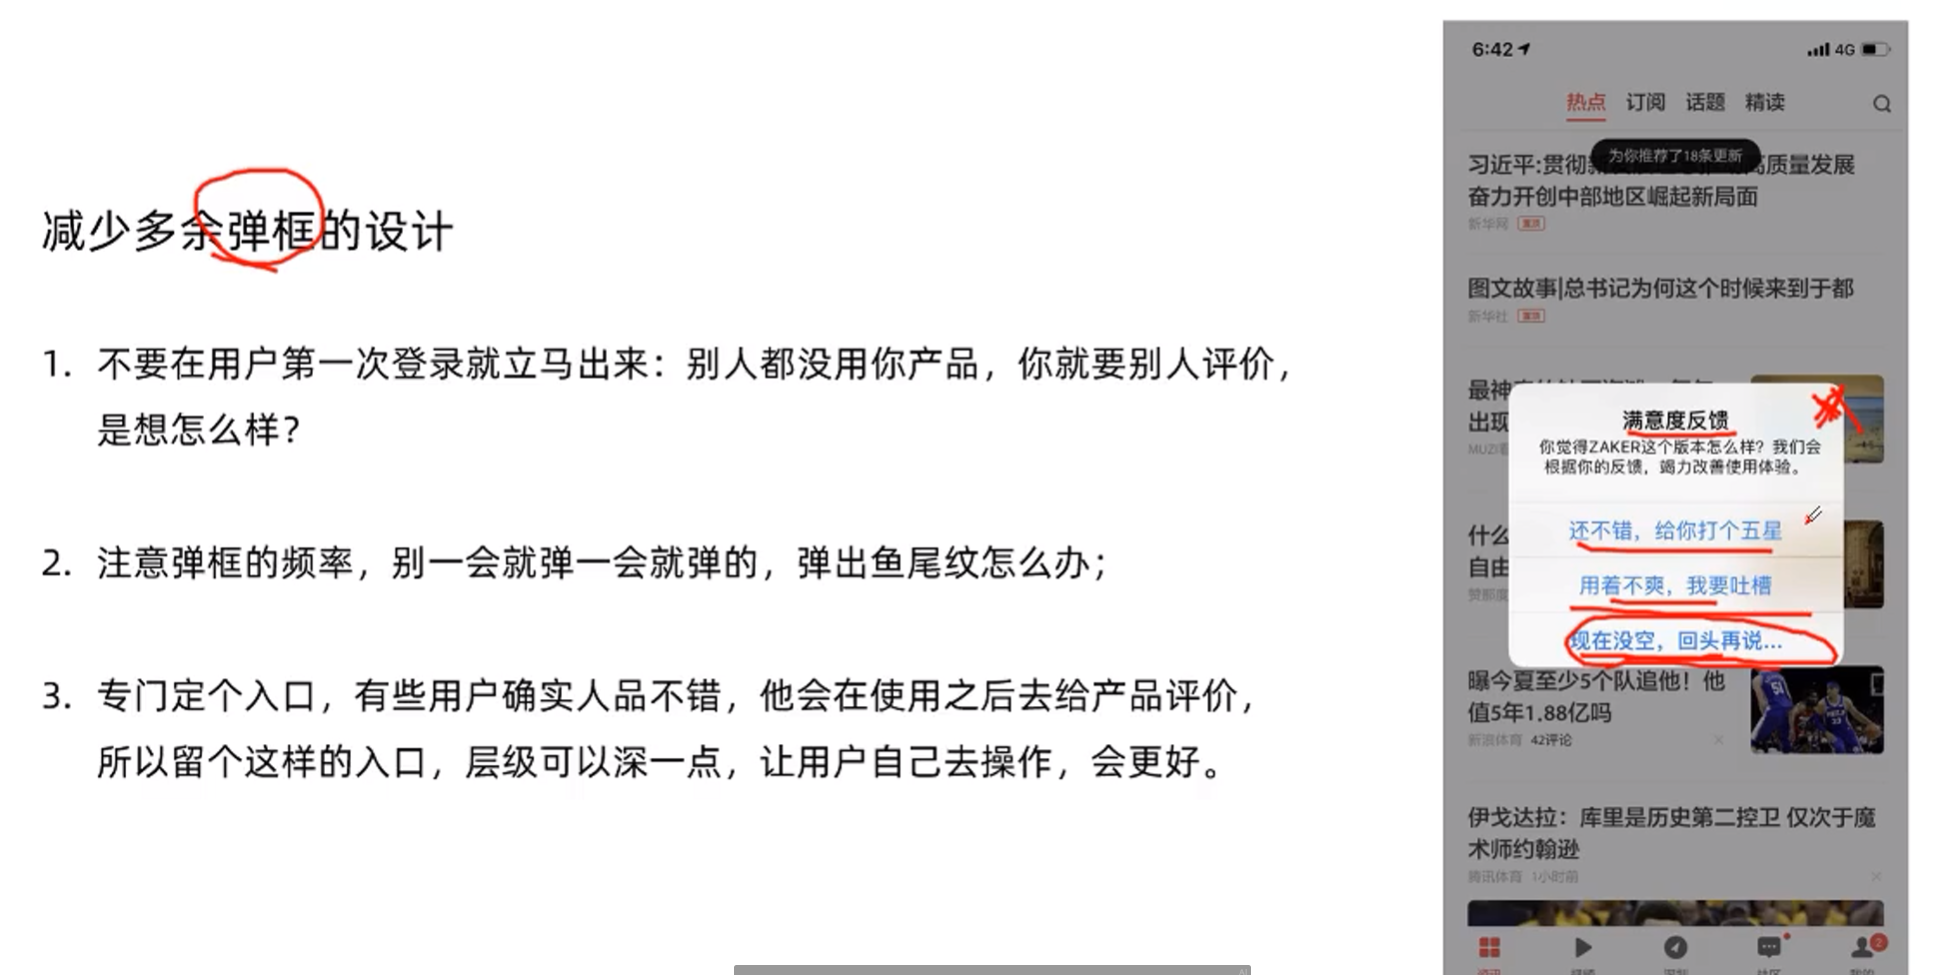 减少多余弹框的设计
1. 不要在用户第一次登录就立马出来：别人都没用你产品，你就要别人评价，
是想怎么样？
2. 注意弹框的频率，别一会就弹一会就弹的，弹出鱼尾纹怎么办；
3. 专门定个入口，有些用户确实人品不错，他会在使用之后去给产品评价，
所以留个这样的入口，层级可以深一点，让用户自己去操作，会更好。
6:42 4G
热点 订阅 话题 精读
为你推荐了18条更新
习近平:贯彻 高质量发展
奋力开创中部地区崛起新局面
新华网 置顶
图文故事|总书记为何这个时候来到于都
新华社 置顶
最神
出现
MUZI
满意度反馈
你觉得ZAKER这个版本怎么样？我们会
根据你的反馈，竭力改善使用体验。
还不错，给你打个五星
什么
自由
赞那度
用着不爽，我要吐槽
现在没空，回头再说...
曝今夏至少5个队追他！他
值5年1.88亿吗
新浪体育 42评论
伊戈达拉：库里是历史第二控卫 仅次于魔
术师约翰逊
腾讯体育 1小时前
2